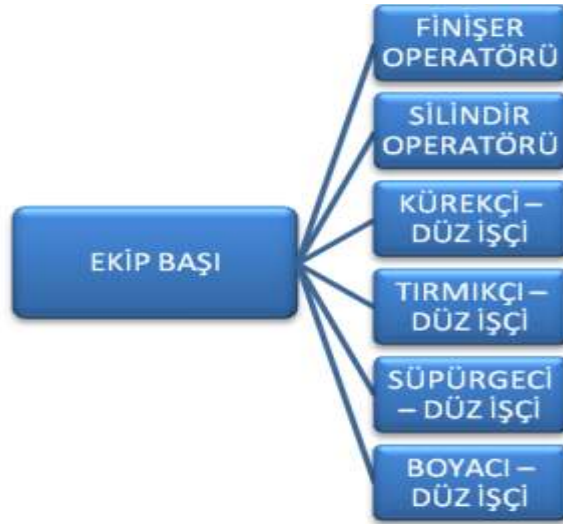 EKİP BAŞI
FİNİŞER
OPERATÖRÜ
SİLİNDİR
OPERATÖRÜ
KÜREKÇİ –
DÜZ İŞÇİ
TIRMIKÇI –
DÜZ İŞÇİ
SÜPÜRGECİ
– DÜZ İŞÇİ
BOYACI –
DÜZ İŞÇİ